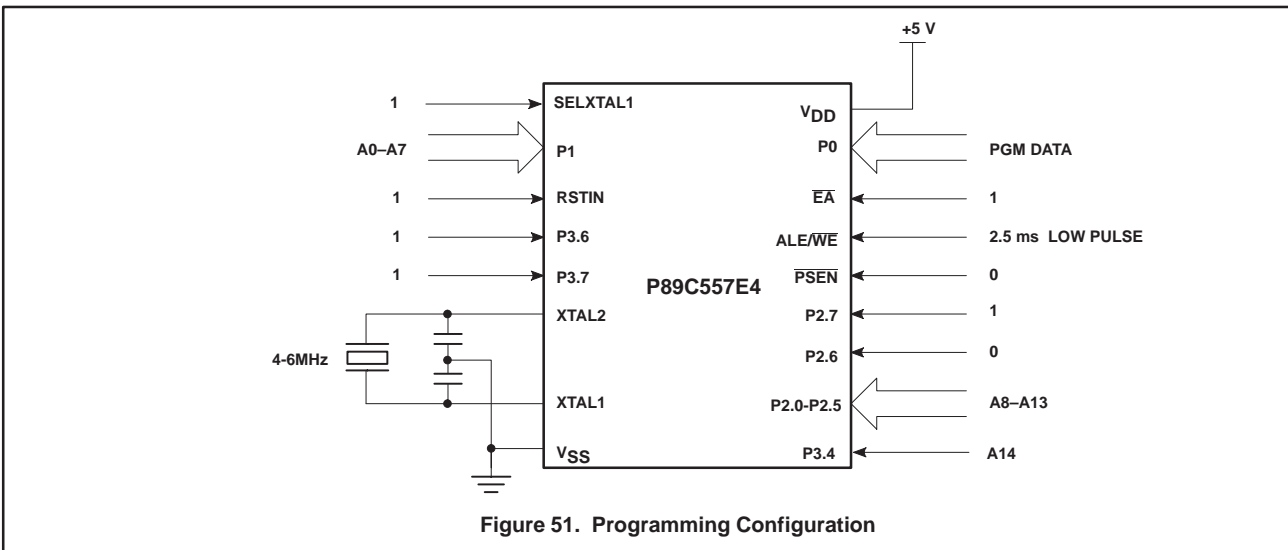 +5 V
1
SELXTAL1
VDD
A0–A7
P1
P0
PGM DATA
1
RSTIN
EA
1
1
P3.6
ALE/WE
2.5 ms LOW PULSE
1
P3.7
P89C557E4
PSEN
0
XTAL2
P2.7
1
4-6MHz
P2.6
0
XTAL1
P2.0-P2.5
A8–A13
VSS
P3.4
A14
Figure 51. Programming Configuration